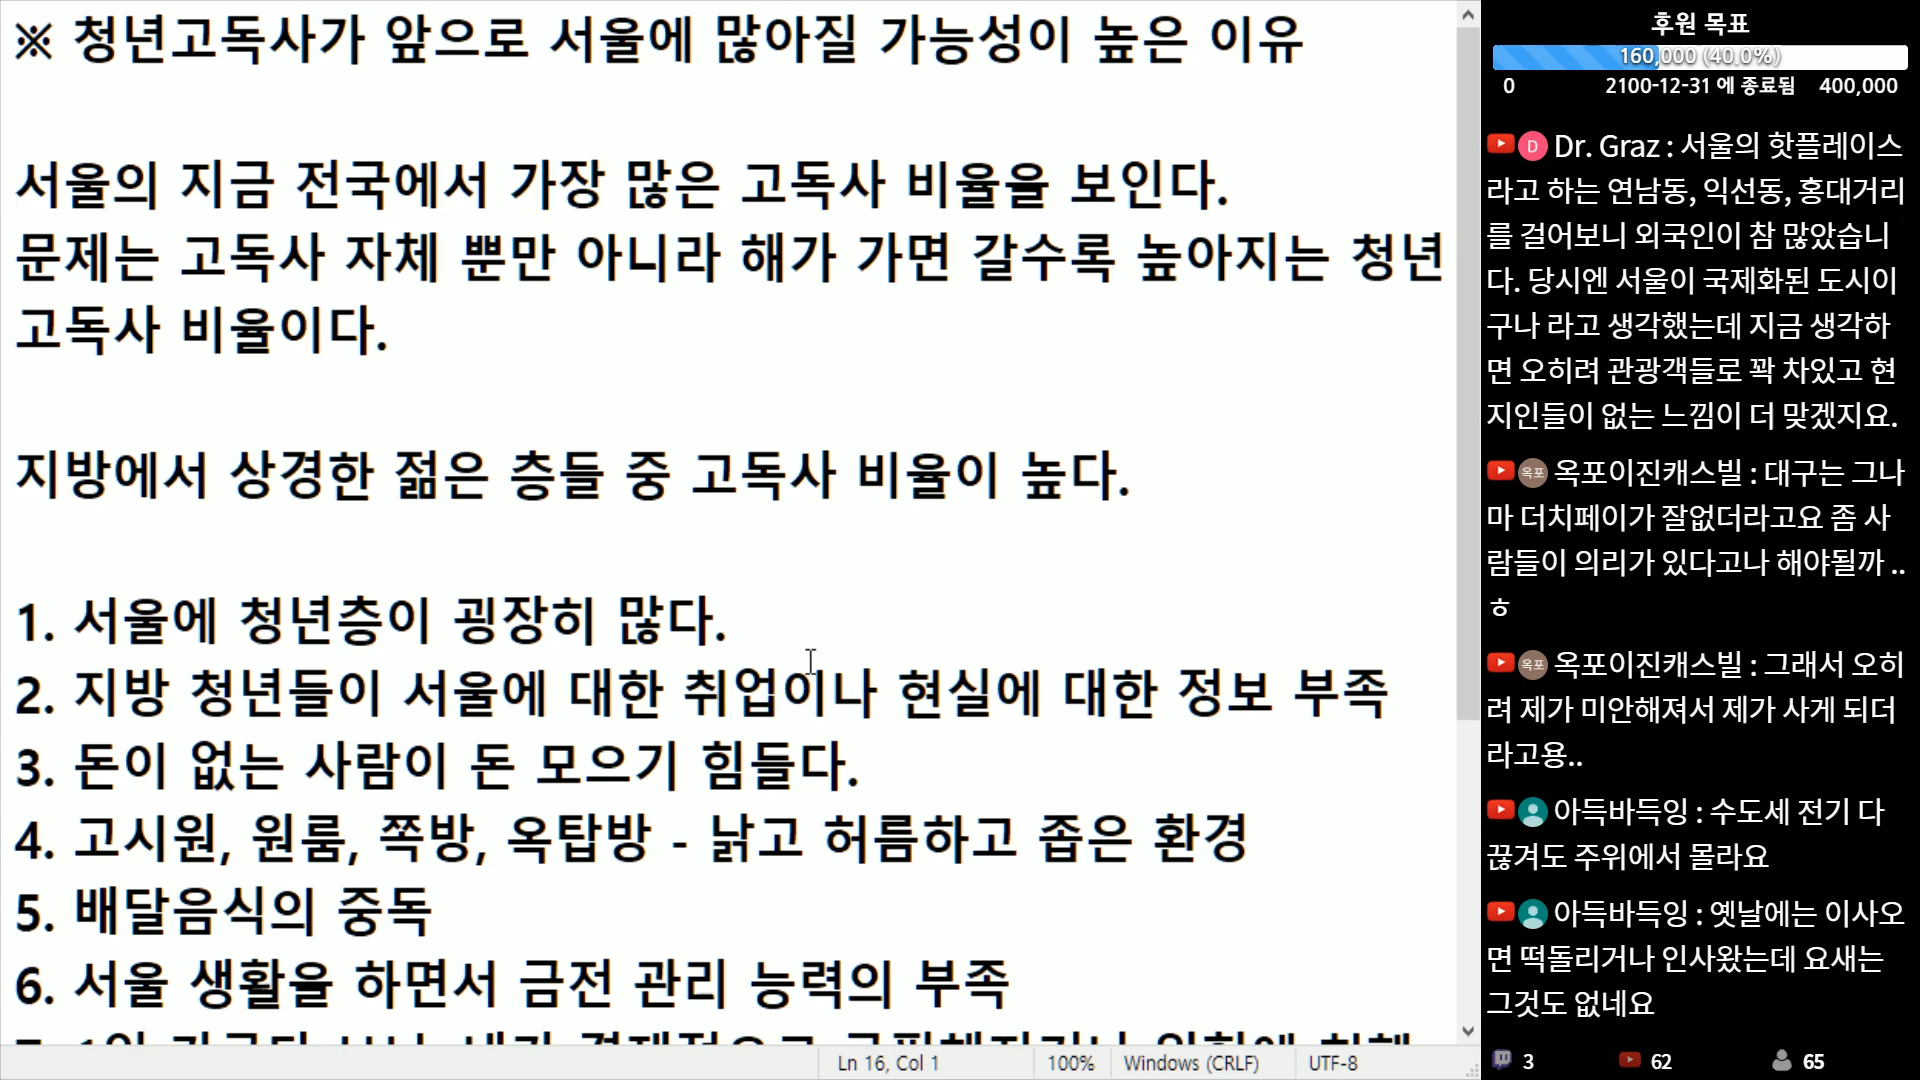 ※ 청년고독사가 앞으로 서울에 많아질 가능성이 높은 이유
서울의 지금 전국에서 가장 많은 고독사 비율을 보인다.
문제는 고독사 자체 뿐만 아니라 해가 가면 갈수록 높아지는 청년
고독사 비율이다.
지방에서 상경한 젊은 층들 중 고독사 비율이 높다.
1. 서울에 청년층이 굉장히 많다.
2. 지방 청년들이 서울에 대한 취업이나 현실에 대한 정보 부족
3. 돈이 없는 사람이 돈 모으기 힘들다.
4. 고시원, 원룸, 쪽방, 옥탑방 - 낡고 허름하고 좁은 환경
5. 배달음식의 중독
6. 서울 생활을 하면서 금전 관리 능력의 부족
Ln 16, Col 1
100%
Windows (CRLF)
UTF-8
후원 목표
160,000 (40.0%)
0 2100-12-31 에 종료됨 400,000
D Dr. Graz : 서울의 핫플레이스
라고 하는 연남동, 익선동, 홍대거리
를 걸어보니 외국인이 참 많았습니
다. 당시엔 서울이 국제화된 도시이
구나 라고 생각했는데 지금 생각하
면 오히려 관광객들로 꽉 차있고 현
지인들이 없는 느낌이 더 맞겠지요.
옥포 옥포이진캐스빌 : 대구는 그나
마 더치페이가 잘없더라고요 좀 사
람들이 의리가 있다고나 해야될까 ..
ㅎ
옥포 옥포이진캐스빌 : 그래서 오히
려 제가 미안해져서 제가 사게 되더
라고용..
아득바득잉 : 수도세 전기 다
끊겨도 주위에서 몰라요
아득바득잉 : 옛날에는 이사오
면 떡돌리거나 인사왔는데 요새는
그것도 없네요
3 62 65